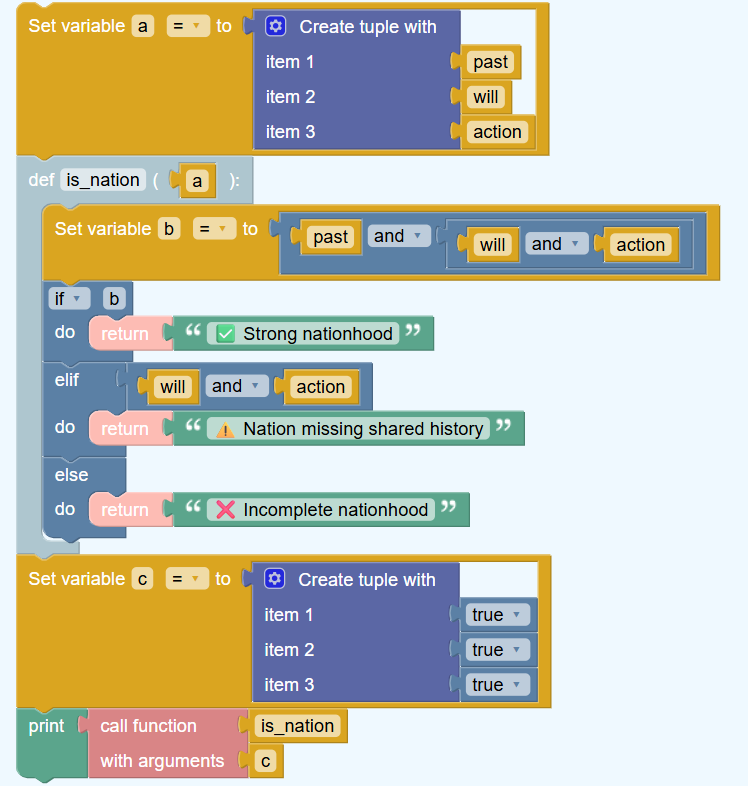 Set variable a = to Create tuple with
item 1 past
item 2 will
item 3 action
def is_nation ( a ):
Set variable b = to past and will and action
if b
do return “ ✅ Strong nationhood ”
elif will and action
do return “ ⚠️ Nation missing shared history ”
else
do return “ ❌ Incomplete nationhood ”
Set variable c = to Create tuple with
item 1 true
item 2 true
item 3 true
print call function is_nation
with arguments c